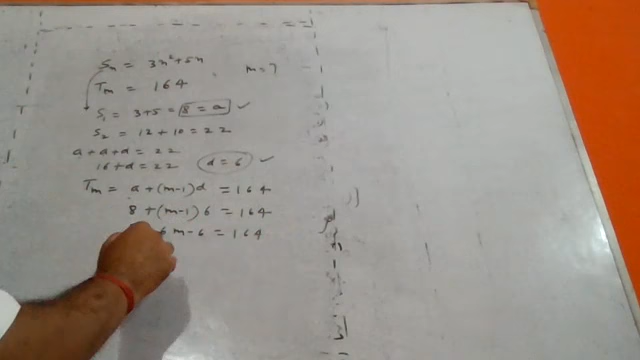 Sn = 3n²+5n
m = ?
Tm = 164
S₁ = 3+5 = 8 = a ✓
S₂ = 12 + 10 = 22
a + a + d = 22
16 + d = 22 d = 6 ✓
Tm = a + (m-1)d = 164
8 + (m-1) 6 = 164
6m - 6 = 164